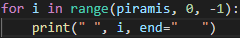 for i in range(piramis, 0, -1):
    print(" ", i, end="   ")